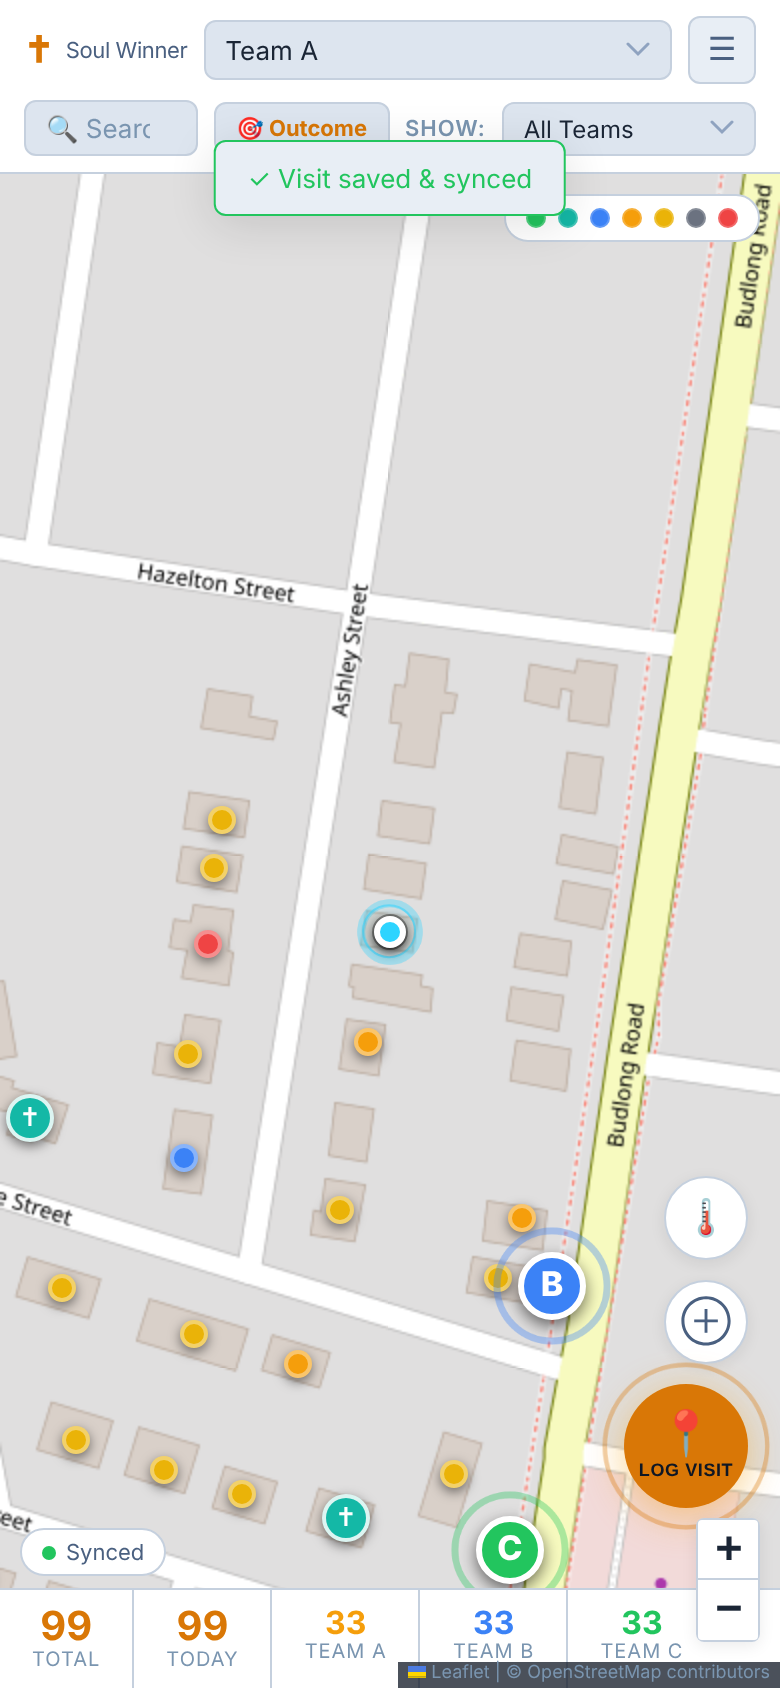 Soul Winner
Team A
Searc
Outcome
SHOW:
All Teams
✓ Visit saved & synced
Budlong Road
Hazelton Street
Ashley Street
Budlong Road
e Street
B
LOG VISIT
C
eet
Synced
+
−
99
TOTAL
99
TODAY
33
TEAM A
33
TEAM B
33
TEAM C
Leaflet | © OpenStreetMap contributors